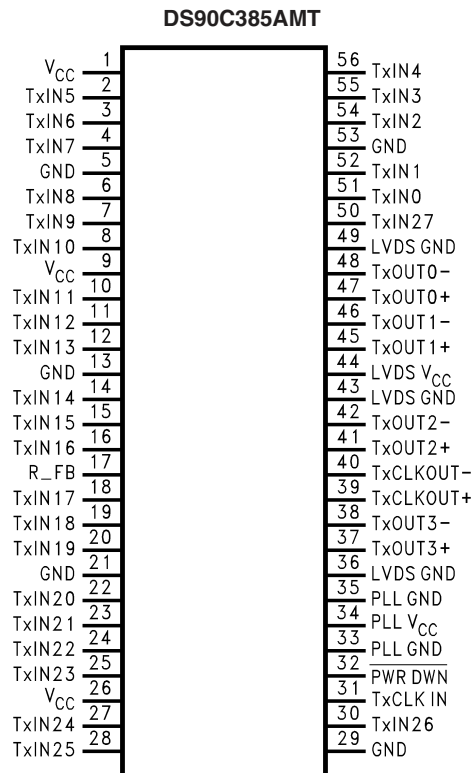 DS90C385AMT
VCC 1
TxIN5 2
TxIN6 3
TxIN7 4
GND 5
TxIN8 6
TxIN9 7
TxIN10 8
VCC 9
TxIN11 10
TxIN12 11
TxIN13 12
GND 13
TxIN14 14
TxIN15 15
TxIN16 16
R_FB 17
TxIN17 18
TxIN18 19
TxIN19 20
GND 21
TxIN20 22
TxIN21 23
TxIN22 24
TxIN23 25
VCC 26
TxIN24 27
TxIN25 28
56 TxIN4
55 TxIN3
54 TxIN2
53 GND
52 TxIN1
51 TxIN0
50 TxIN27
49 LVDS GND
48 TxOUT0-
47 TxOUT0+
46 TxOUT1-
45 TxOUT1+
44 LVDS VCC
43 LVDS GND
42 TxOUT2-
41 TxOUT2+
40 TxCLKOUT-
39 TxCLKOUT+
38 TxOUT3-
37 TxOUT3+
36 LVDS GND
35 PLL GND
34 PLL VCC
33 PLL GND
32 PWR DWN
31 TxCLK IN
30 TxIN26
29 GND